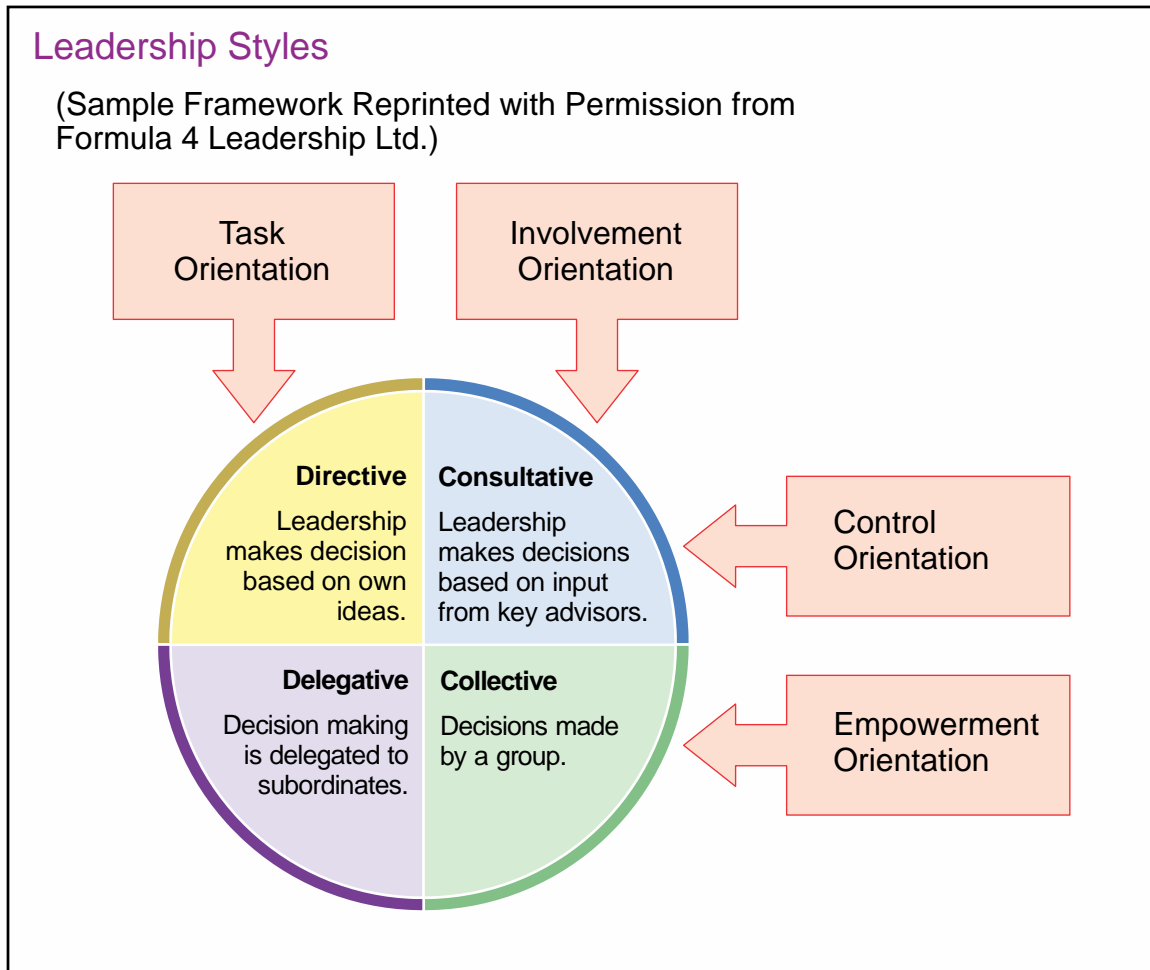 Leadership Styles
(Sample Framework Reprinted with Permission from
Formula 4 Leadership Ltd.)
Task
Orientation
Involvement
Orientation
Directive
Leadership
makes decision
based on own
ideas.
Consultative
Leadership
makes decisions
based on input
from key advisors.
Control
Orientation
Delegative
Decision making
is delegated to
subordinates.
Collective
Decisions made
by a group.
Empowerment
Orientation